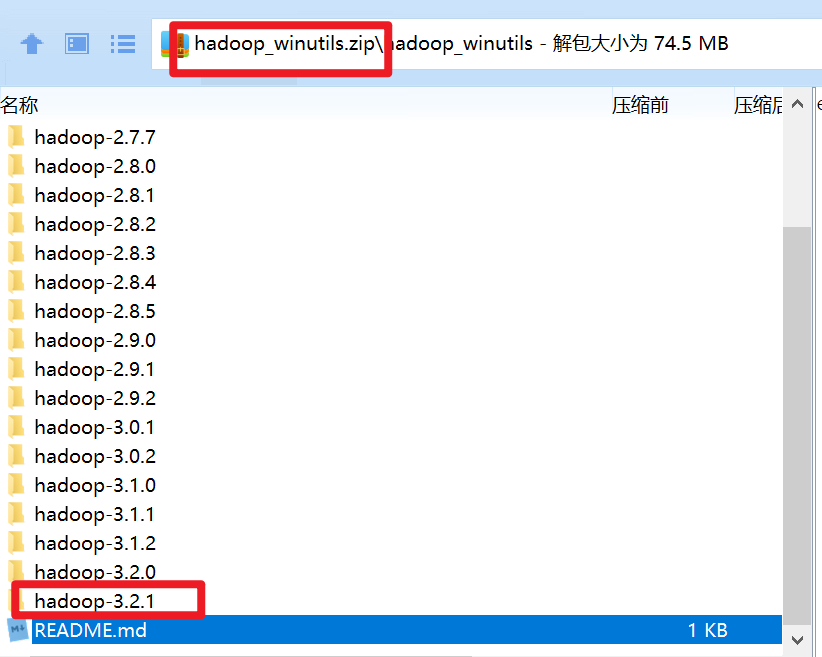 hadoop_winutils.zip\hadoop_winutils - 解包大小为 74.5 MB
名称 压缩前 压缩后
hadoop-2.7.7
hadoop-2.8.0
hadoop-2.8.1
hadoop-2.8.2
hadoop-2.8.3
hadoop-2.8.4
hadoop-2.8.5
hadoop-2.9.0
hadoop-2.9.1
hadoop-2.9.2
hadoop-3.0.1
hadoop-3.0.2
hadoop-3.1.0
hadoop-3.1.1
hadoop-3.1.2
hadoop-3.2.0
hadoop-3.2.1
README.md 1 KB